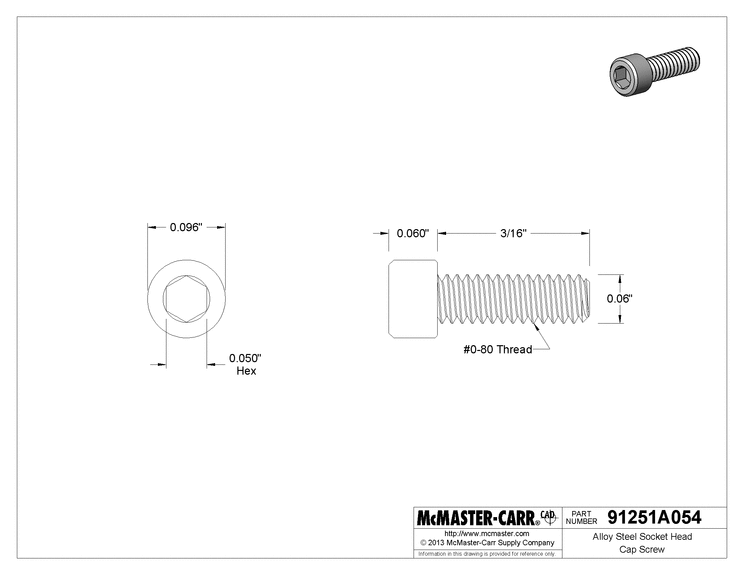 0.096"
0.060"
3/16"
0.06"
#0-80 Thread
0.050"
Hex
McMASTER-CARR® CAD
http://www.mcmaster.com
© 2013 McMaster-Carr Supply Company
Information in this drawing is provided for reference only.
PART
NUMBER
91251A054
Alloy Steel Socket Head
Cap Screw